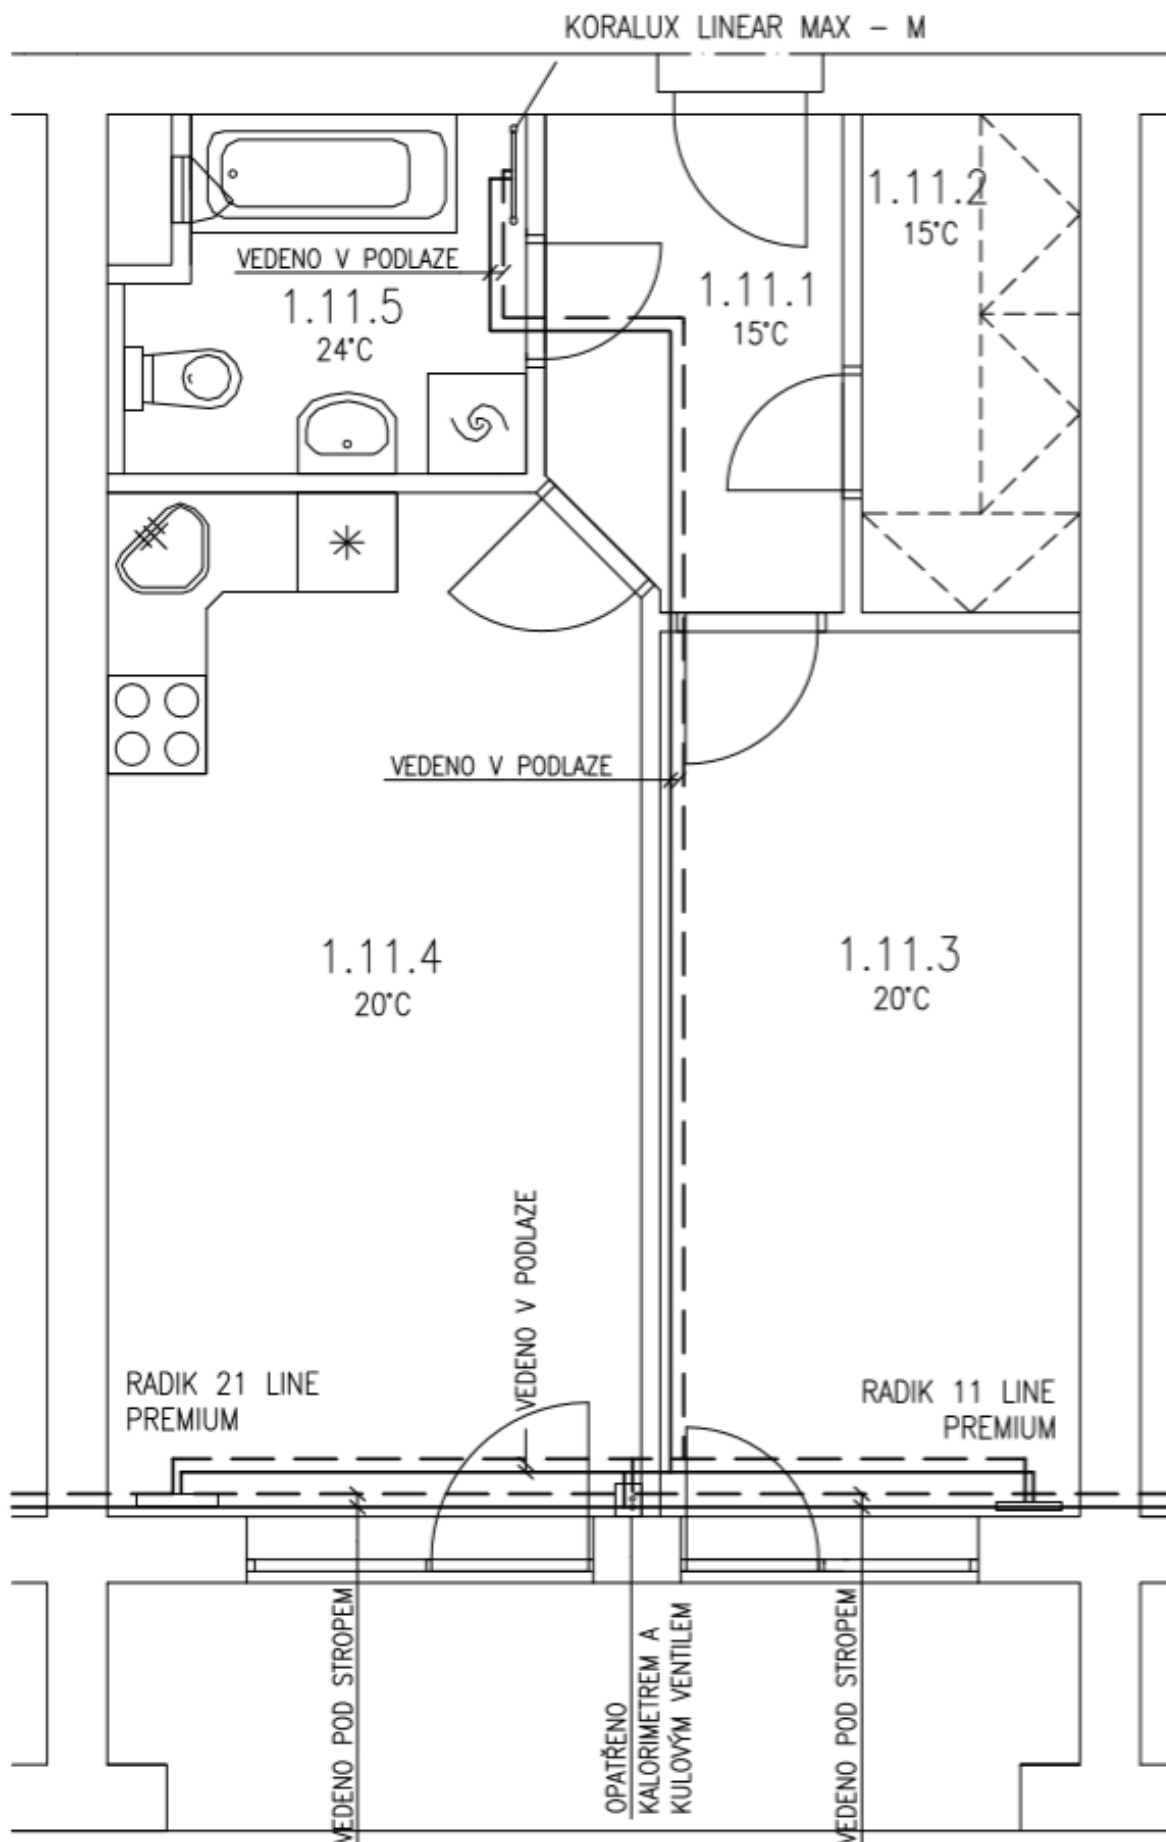 KORALUX LINEAR MAX – M
1.11.2
15°C
VEDENO V PODLAZE
1.11.5
24°C
1.11.1
15°C
VEDENO V PODLAZE
1.11.4
20°C
1.11.3
20°C
VEDENO V PODLAZE
RADIK 21 LINE
PREMIUM
RADIK 11 LINE
PREMIUM
VEDENO POD STROPEM
OPATŘENO
KALORIMETREM A
KULOVÝM VENTILEM
VEDENO POD STROPEM